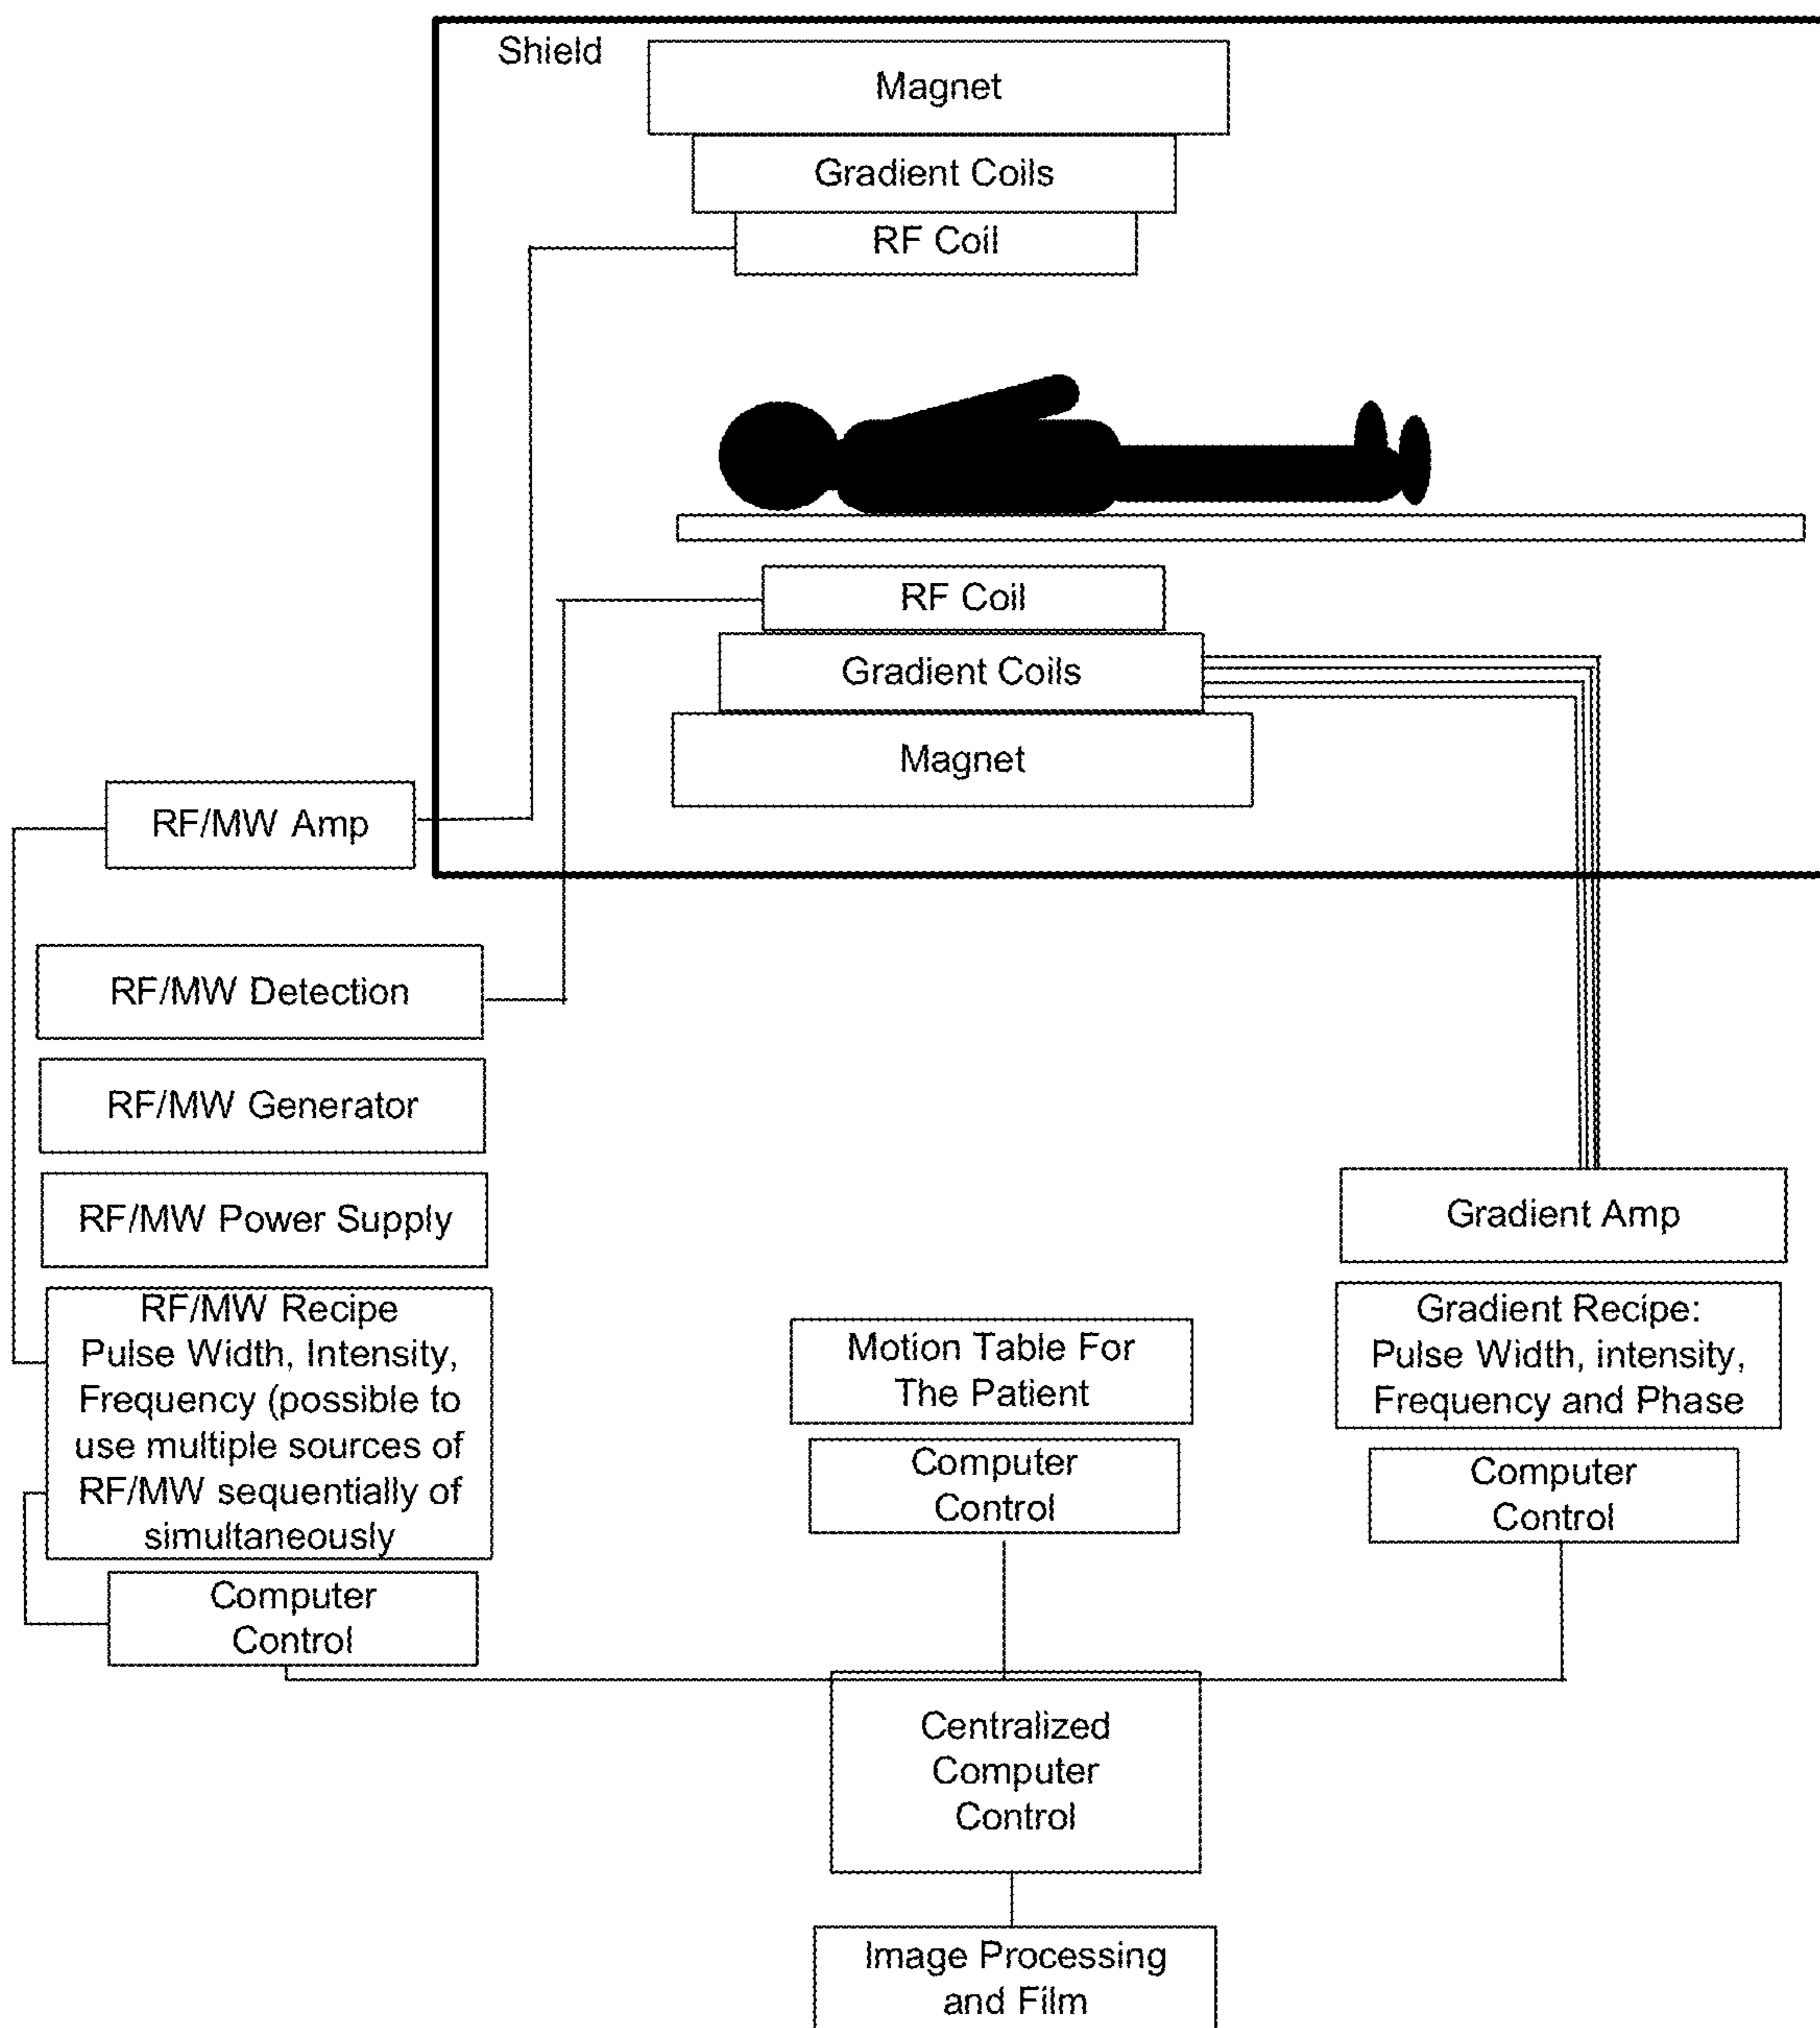 Shield
Magnet
Gradient Coils
RF Coil
RF Coil
Gradient Coils
Magnet
RF/MW Amp
RF/MW Detection
RF/MW Generator
RF/MW Power Supply
RF/MW Recipe
Pulse Width, Intensity,
Frequency (possible to
use multiple sources of
RF/MW sequentially of
simultaneously
Computer
Control
Motion Table For
The Patient
Computer
Control
Gradient Amp
Gradient Recipe:
Pulse Width, intensity,
Frequency and Phase
Computer
Control
Centralized
Computer
Control
Image Processing
and Film